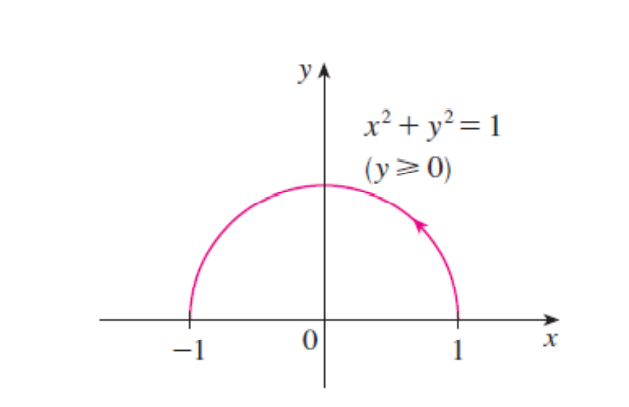 y
x² + y² = 1
(y ⩾ 0)
−1
0
1
x